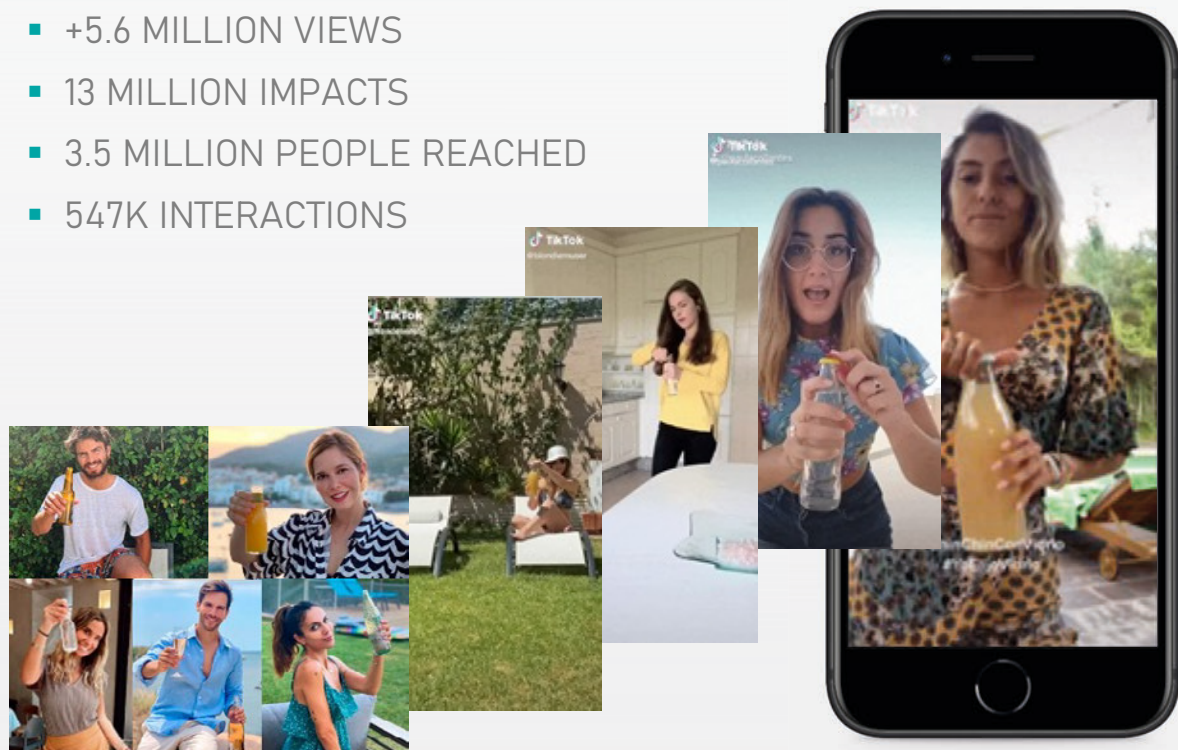 +5.6 MILLION VIEWS
13 MILLION IMPACTS
3.5 MILLION PEOPLE REACHED
547K INTERACTIONS
TikTok
TikTok
TikTok
TikTok